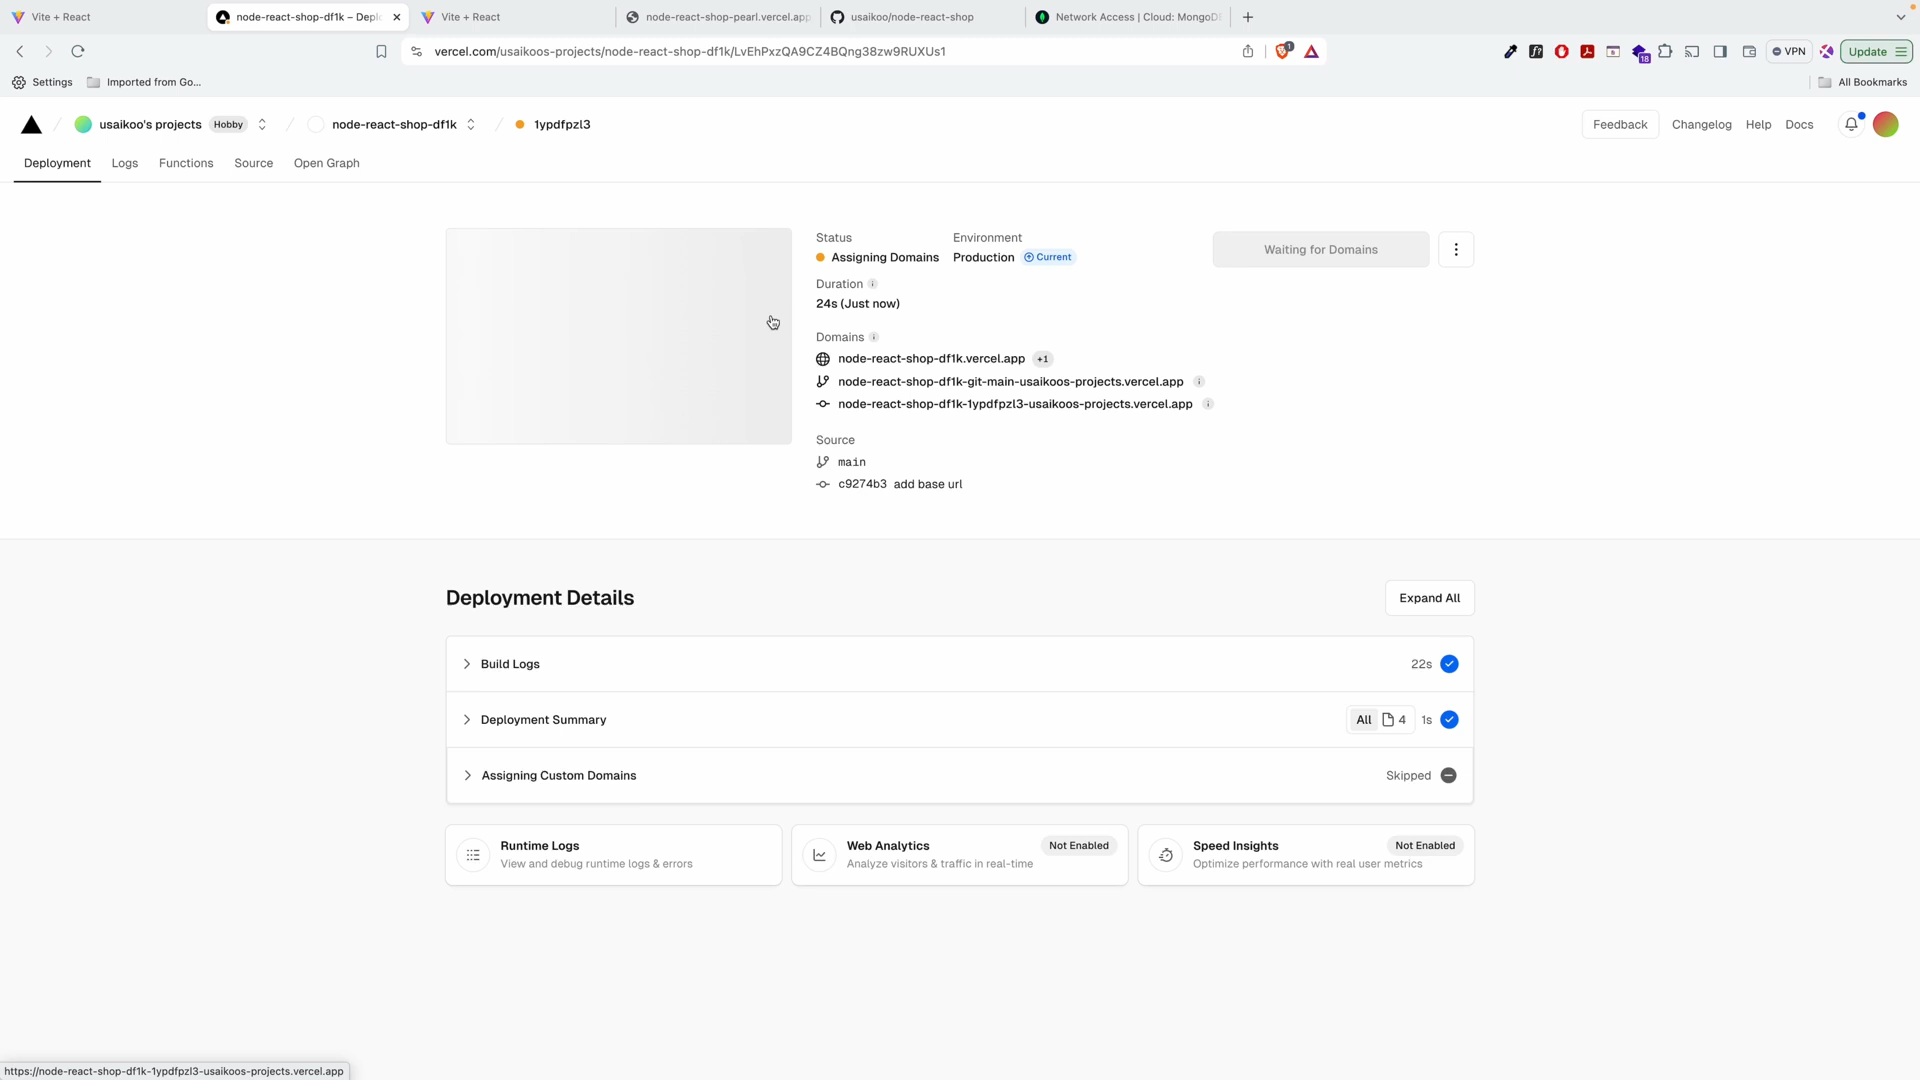 Vite + React
node-react-shop-df1k – Depl
Vite + React
node-react-shop-pearl.vercel.app
usaikoo/node-react-shop
Network Access | Cloud: MongoDB
vercel.com/usaikoos-projects/node-react-shop-df1k/LvEhPxzQA9CZ4BQng38zw9RUXUs1
1
18
VPN
Update
Settings
Imported from Go...
All Bookmarks
usaikoo's projects Hobby
node-react-shop-df1k
1ypdfpzl3
Feedback
Changelog
Help
Docs
Deployment
Logs
Functions
Source
Open Graph
Status
Assigning Domains
Environment
Production Current
Waiting for Domains
Duration
24s (Just now)
Domains
node-react-shop-df1k.vercel.app +1
node-react-shop-df1k-git-main-usaikoos-projects.vercel.app
node-react-shop-df1k-1ypdfpzl3-usaikoos-projects.vercel.app
Source
main
c9274b3 add base url
Deployment Details
Expand All
Build Logs
22s
Deployment Summary
All 4 1s
Assigning Custom Domains
Skipped
Runtime Logs
View and debug runtime logs & errors
Web Analytics
Not Enabled
Analyze visitors & traffic in real-time
Speed Insights
Not Enabled
Optimize performance with real user metrics
https://node-react-shop-df1k-1ypdfpzl3-usaikoos-projects.vercel.app